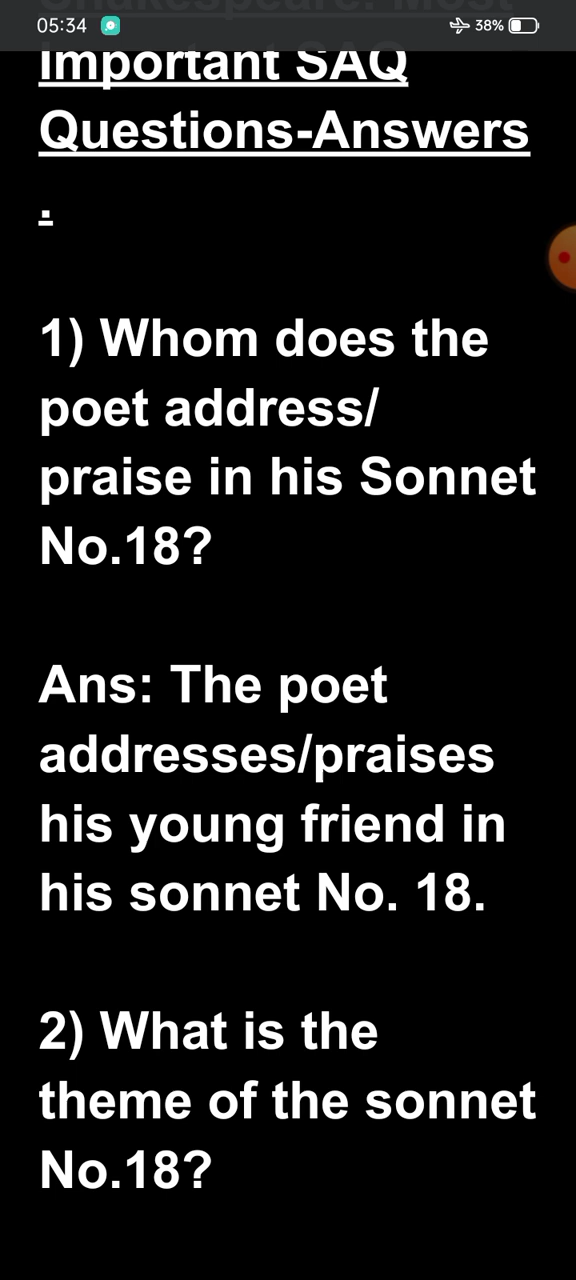 05:34
38%
Shakespeare: Most
Important SAQ
Questions-Answers
.
1) Whom does the
poet address/
praise in his Sonnet
No.18?
Ans: The poet
addresses/praises
his young friend in
his sonnet No. 18.
2) What is the
theme of the sonnet
No.18?